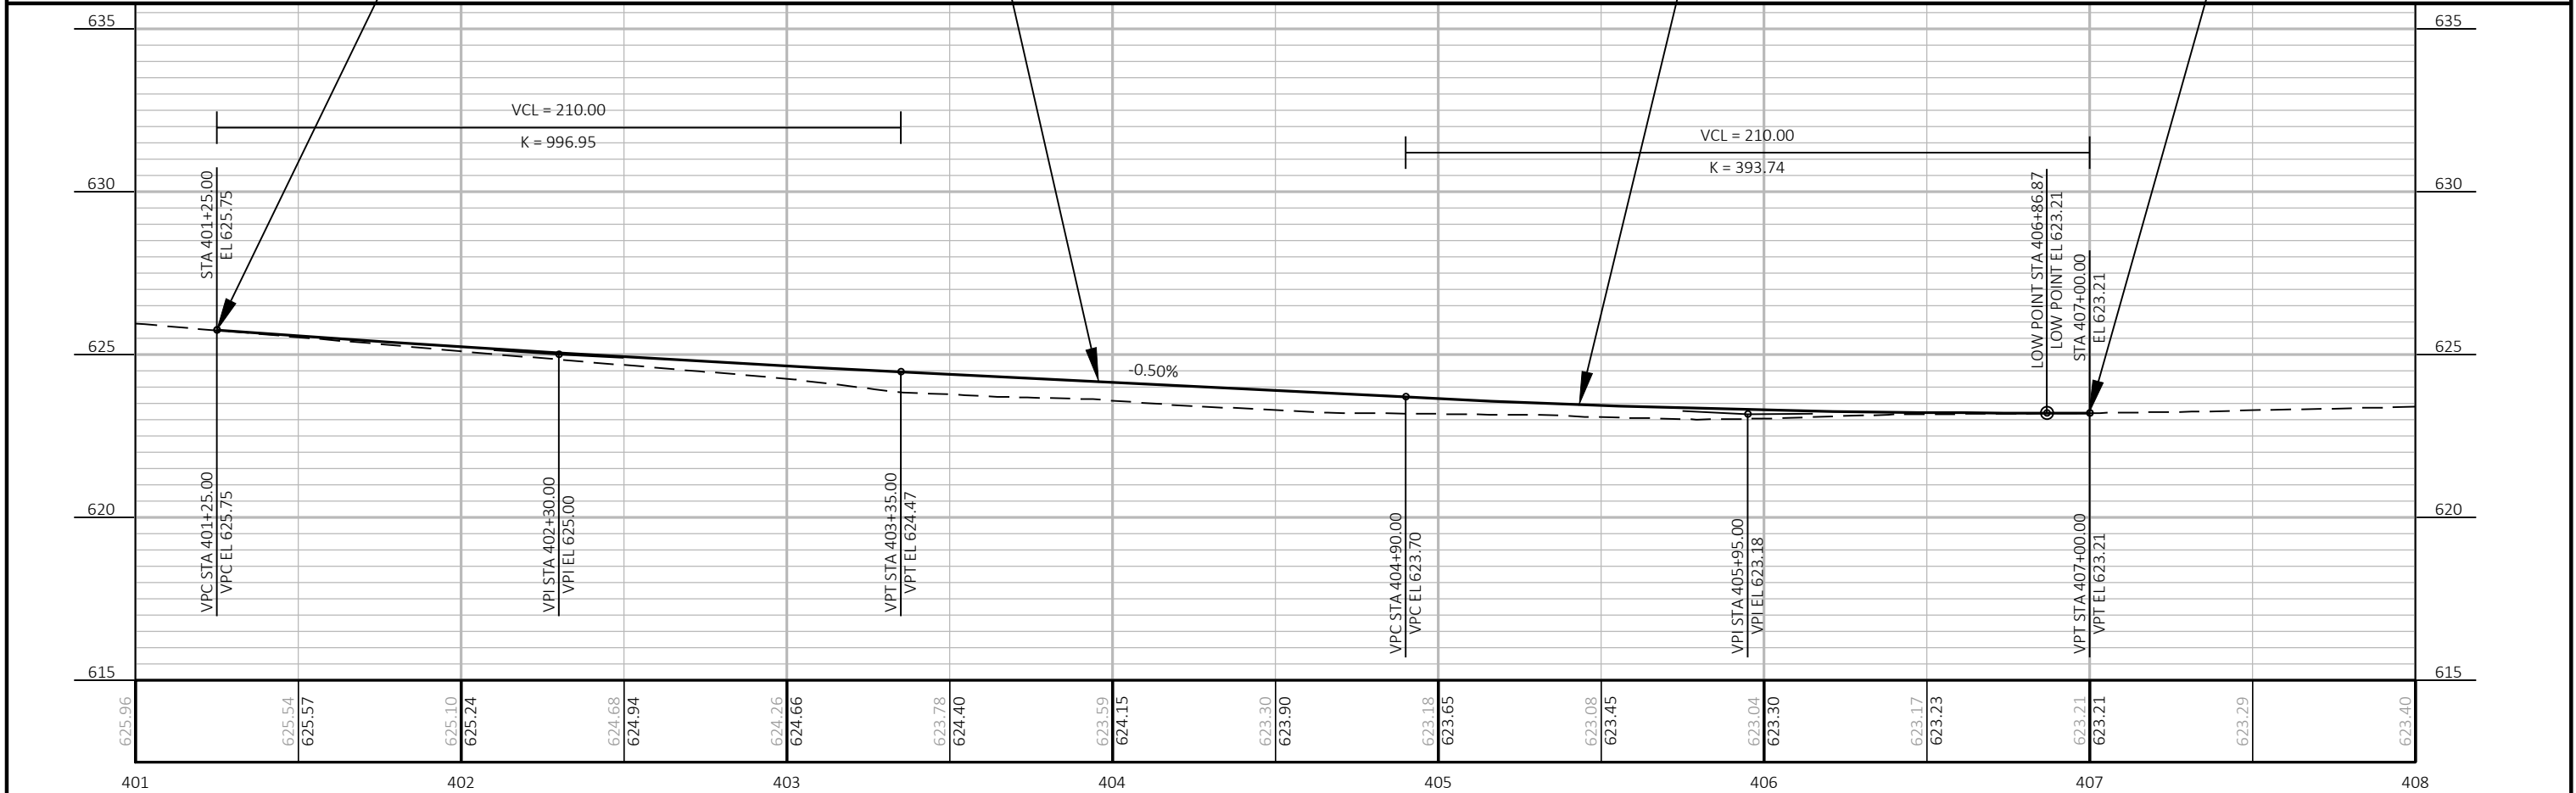 635
635
VCL = 210.00
K = 996.95
VCL = 210.00
K = 393.74
630
630
STA 401+25.00
EL 625.75
LOW POINT STA 406+86.87
LOW POINT EL 623.21
STA 407+00.00
EL 623.21
625
625
-0.50%
620
620
VPC STA 401+25.00
VPC EL 625.75
VPI STA 402+30.00
VPI EL 625.00
VPT STA 403+35.00
VPT EL 624.47
VPC STA 404+90.00
VPC EL 623.70
VPI STA 405+95.00
VPI EL 623.18
VPT STA 407+00.00
VPT EL 623.21
615
615
625.96
625.54
625.57
625.10
625.24
624.68
624.94
624.26
624.66
623.78
624.40
623.59
624.15
623.30
623.90
623.18
623.65
623.08
623.45
623.04
623.30
623.17
623.23
623.21
623.21
623.29
623.40
401
402
403
404
405
406
407
408